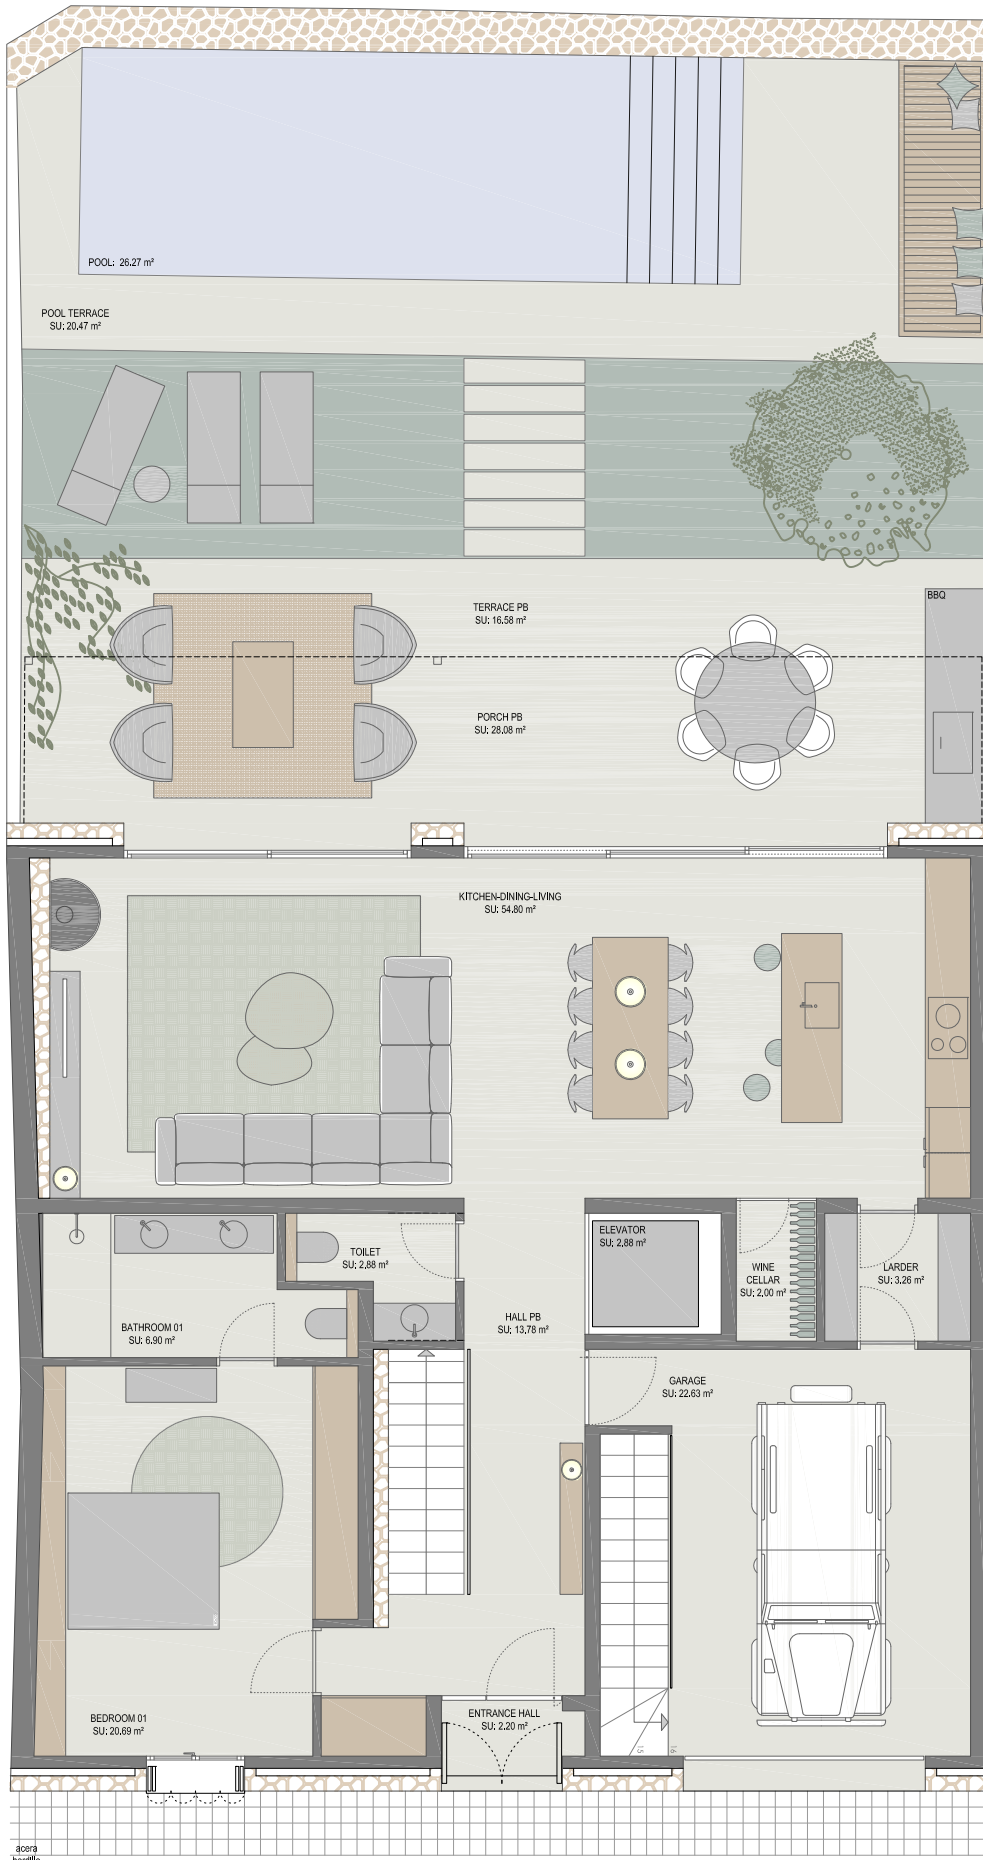 POOL: 26.27 m²
POOL TERRACE
SU: 20.47 m²
BBQ
TERRACE PB
SU: 16.58 m²
PORCH PB
SU: 28.08 m²
KITCHEN-DINING-LIVING
SU: 54.80 m²
ELEVATOR
SU: 2,88 m²
TOILET
SU: 2.88 m²
WINE
CELLAR
SU: 2,00 m²
LARDER
SU: 3.26 m²
HALL PB
SU: 13,78 m²
BATHROOM 01
SU: 6.90 m²
GARAGE
SU: 22.63 m²
BEDROOM 01
SU: 20.69 m²
ENTRANCE HALL
SU: 2.20 m²
15
16
acera
bordillo